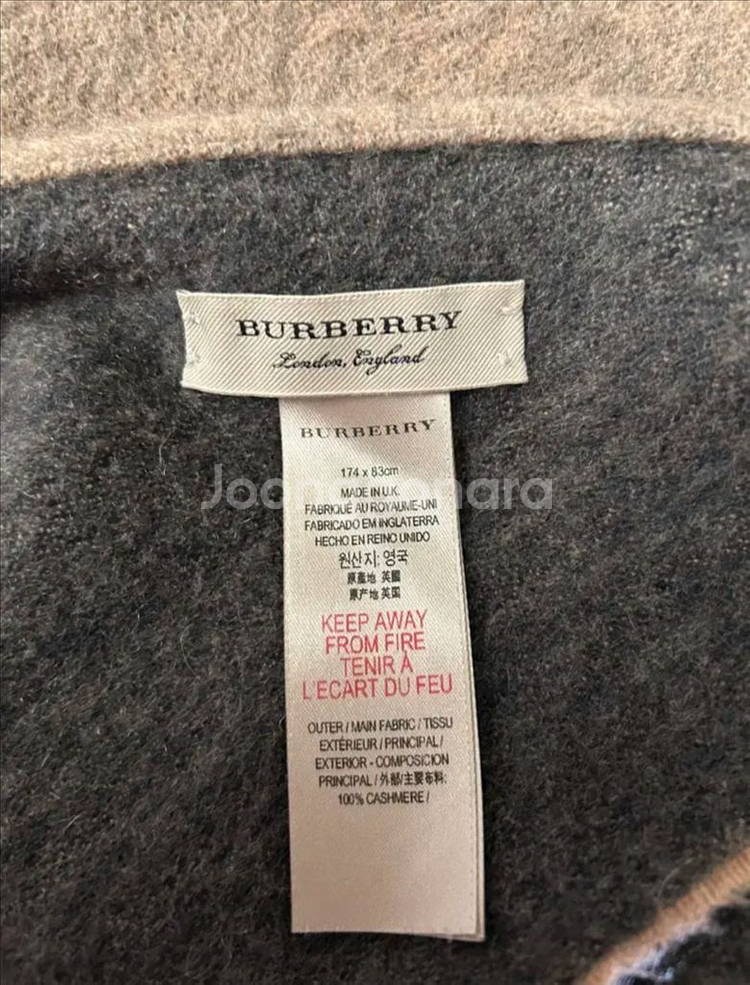 BURBERRY
London, England
BURBERRY
174 x 83cm
MADE IN U.K.
FABRIQUÉ AU ROYAUME-UNI
FABRICADO EM INGLATERRA
HECHO EN REINO UNIDO
원산지: 영국
原產地 英國
原产地 英国
KEEP AWAY
FROM FIRE
TENIR À
L'ECART DU FEU
OUTER / MAIN FABRIC / TISSU
EXTÉRIEUR / PRINCIPAL /
EXTERIOR - COMPOSICION
PRINCIPAL / 外部/主要布料:
100% CASHMERE /